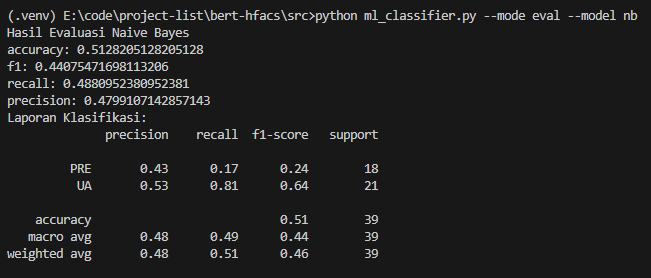 (.venv) E:\code\project-list\bert-hfacs\src>python ml_classifier.py --mode eval --model nb
Hasil Evaluasi Naive Bayes
accuracy: 0.5128205128205128
f1: 0.44075471698113206
recall: 0.4880952380952381
precision: 0.4799107142857143
Laporan Klasifikasi:
              precision    recall  f1-score   support

         PRE       0.43      0.17      0.24        18
          UA       0.53      0.81      0.64        21

    accuracy                           0.51        39
   macro avg       0.48      0.49      0.44        39
weighted avg       0.48      0.51      0.46        39